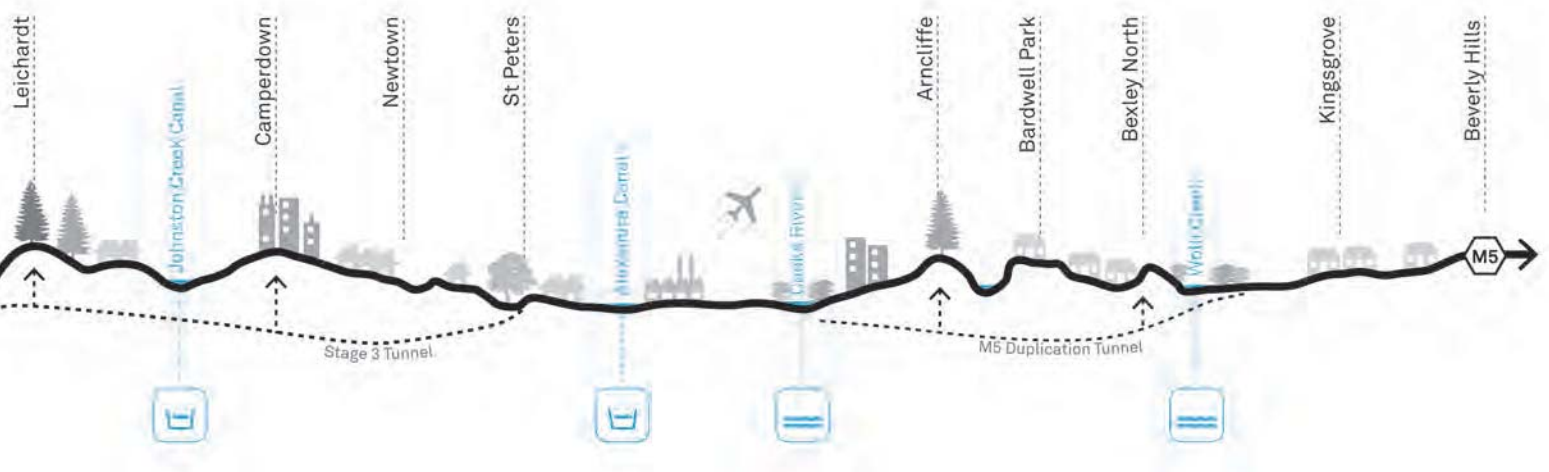 Leichardt
Johnston Creek Canal
Camperdown
Newtown
St Peters
Alexandra Canal
Cooks River
Arncliffe
Bardwell Park
Bexley North
Wolli Creek
Kingsgrove
Beverly Hills
M5
Stage 3 Tunnel
M5 Duplication Tunnel